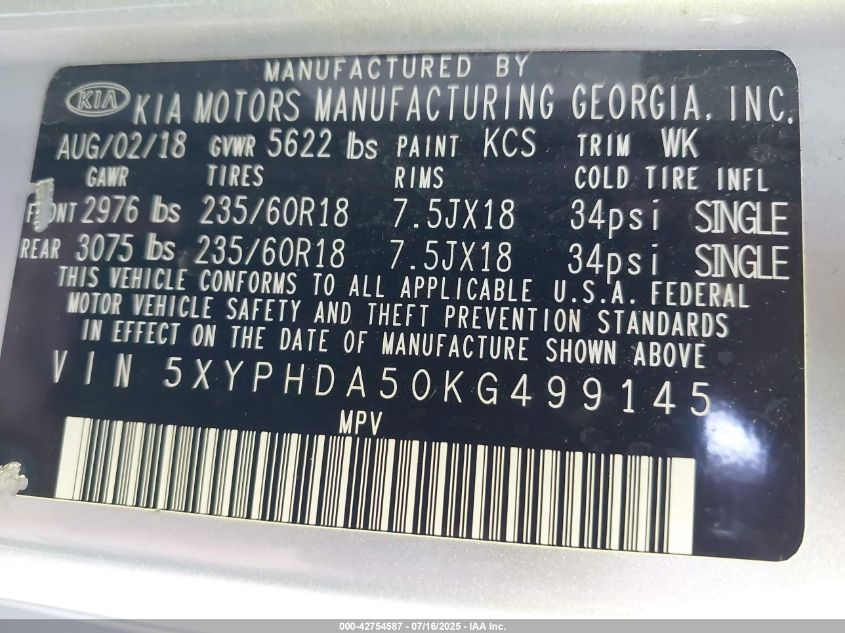 MANUFACTURED BY
KIA KIA MOTORS MANUFACTURING GEORGIA, INC.
AUG/02/18 GVWR 5622 lbs PAINT KCS TRIM WK
GAWR TIRES RIMS COLD TIRE INFL
FRONT 2976 lbs 235/60R18 7.5JX18 34psi SINGLE
REAR 3075 lbs 235/60R18 7.5JX18 34psi SINGLE
THIS VEHICLE CONFORMS TO ALL APPLICABLE U.S.A. FEDERAL
MOTOR VEHICLE SAFETY AND THEFT PREVENTION STANDARDS
IN EFFECT ON THE DATE OF MANUFACTURE SHOWN ABOVE
VIN 5XYPHDA50KG499145
MPV
000-42754587 - 07/16/2025 - IAA Inc.